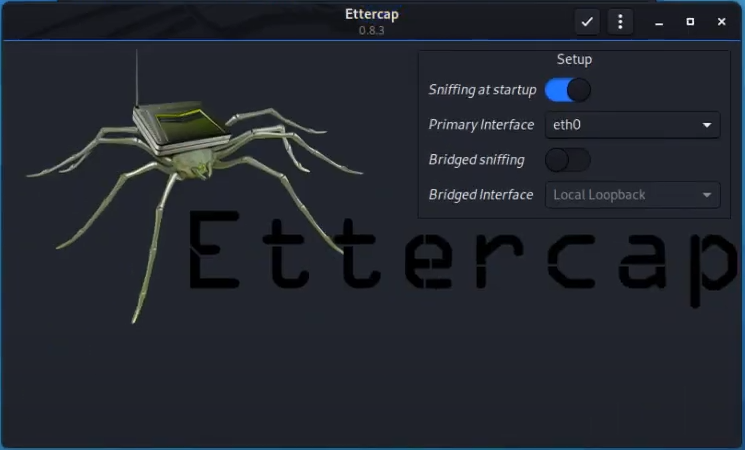 Ettercap
0.8.3
Setup
Sniffing at startup
Primary Interface eth0
Bridged sniffing
Bridged Interface Local Loopback
Ettercap